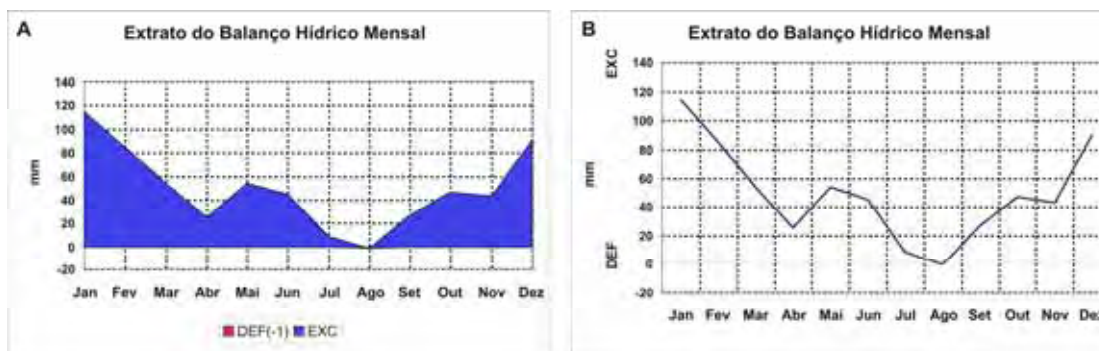 A
Extrato do Balanço Hídrico Mensal
mm
140
120
100
80
60
40
20
0
-20
Jan Fev Mar Abr Mai Jun Jul Ago Set Out Nov Dez
DEF(-1) EXC
B
Extrato do Balanço Hídrico Mensal
EXC
mm
DEF
140
120
100
80
60
40
20
0
-20
Jan Fev Mar Abr Mai Jun Jul Ago Set Out Nov Dez